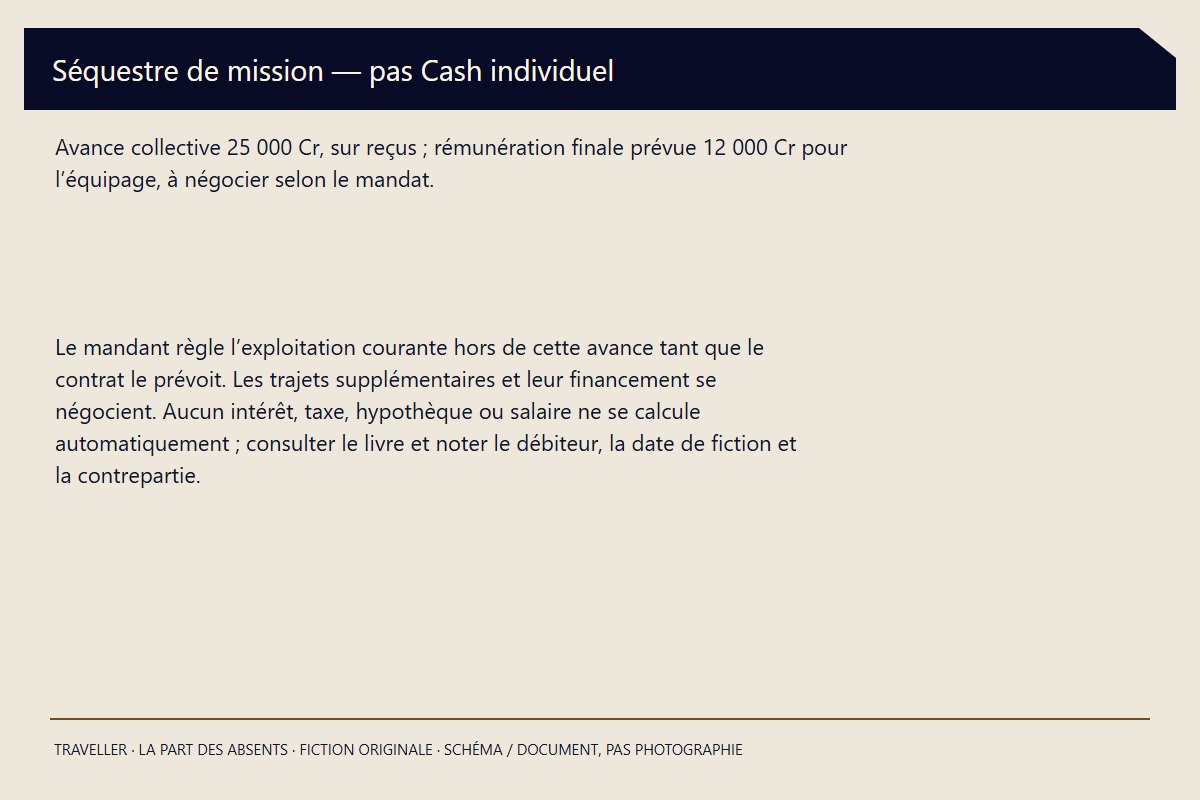 Séquestre de mission — pas Cash individuel
Avance collective 25 000 Cr, sur reçus ; rémunération finale prévue 12 000 Cr pour
l’équipage, à négocier selon le mandat.
Le mandant règle l’exploitation courante hors de cette avance tant que le
contrat le prévoit. Les trajets supplémentaires et leur financement se
négocient. Aucun intérêt, taxe, hypothèque ou salaire ne se calcule
automatiquement ; consulter le livre et noter le débiteur, la date de fiction et
la contrepartie.
TRAVELLER · LA PART DES ABSENTS · FICTION ORIGINALE · SCHÉMA / DOCUMENT, PAS PHOTOGRAPHIE